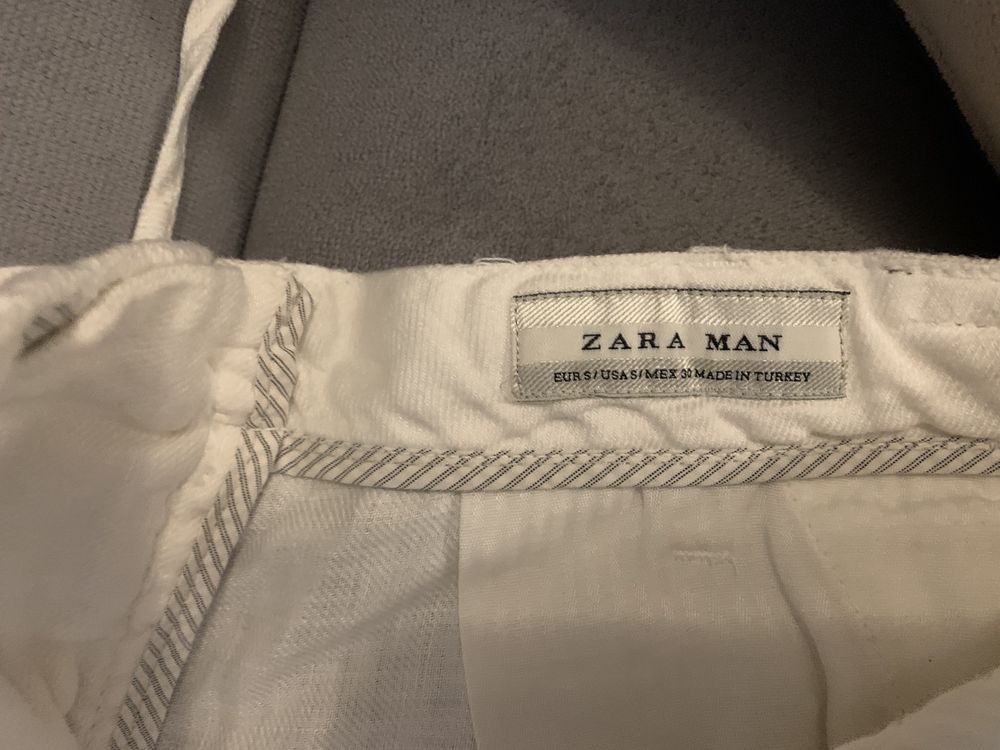 ZARA MAN
EUR S / USA S / MEX 30 MADE IN TURKEY